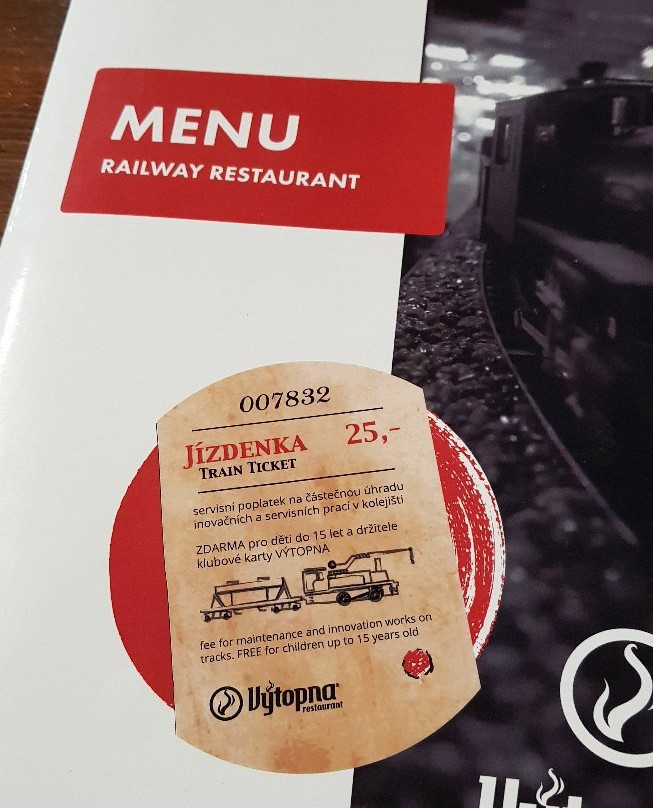 MENU
RAILWAY RESTAURANT
007832
JÍZDENKA 25,-
TRAIN TICKET
servisní poplatek na částečnou úhradu
inovačních a servisních prací v kolejišti
ZDARMA pro děti do 15 let a držitele
klubové karty VÝTOPNA
fee for maintenance and innovation works on
tracks. FREE for children up to 15 years old
Výtopna®
restaurant